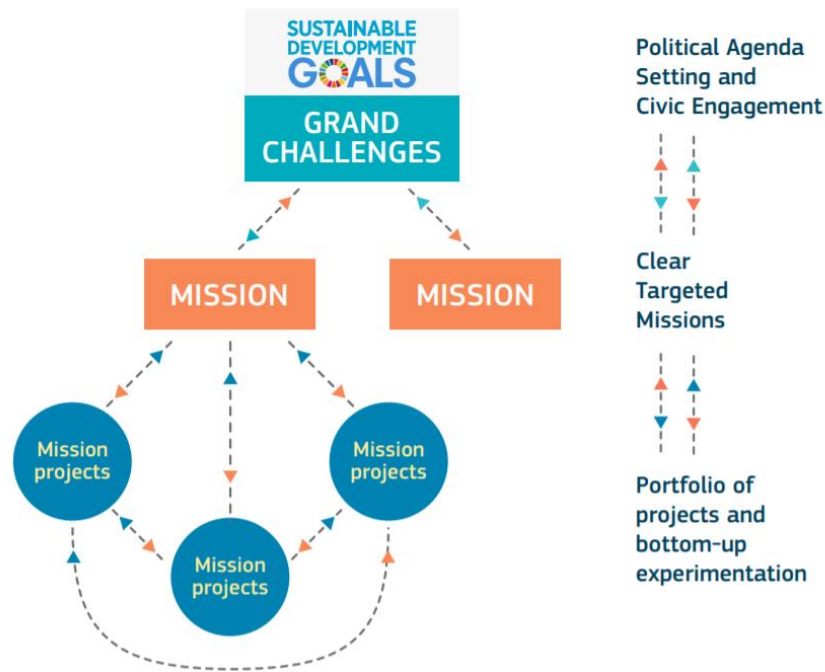 SUSTAINABLE
DEVELOPMENT
GOALS
GRAND
CHALLENGES
MISSION
MISSION
Mission
projects
Mission
projects
Mission
projects
Political Agenda
Setting and
Civic Engagement
Clear
Targeted
Missions
Portfolio of
projects and
bottom-up
experimentation